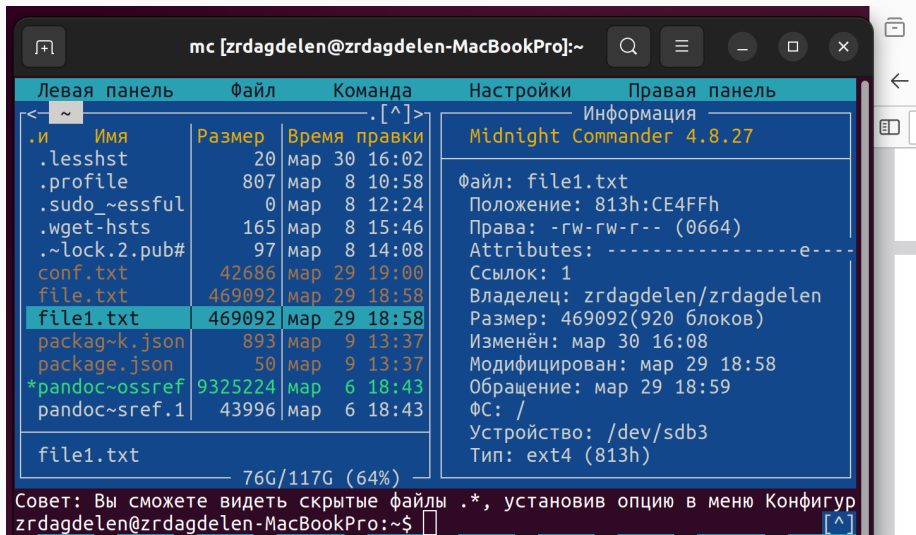 mc [zrdagdelen@zrdagdelen-MacBookPro]:~
Левая панель Файл Команда Настройки Правая панель
<─ ~ .[^]>
.и Имя Размер Время правки
.lesshst 20 мар 30 16:02
.profile 807 мар 8 10:58
.sudo_~essful 0 мар 8 12:24
.wget-hsts 165 мар 8 15:46
.~lock.2.pub# 97 мар 8 14:08
conf.txt 42686 мар 29 19:00
file.txt 469092 мар 29 18:58
file1.txt 469092 мар 29 18:58
packag~k.json 893 мар 9 13:37
package.json 50 мар 9 13:37
*pandoc~ossref 9325224 мар 6 18:43
pandoc~sref.1 43996 мар 6 18:43
file1.txt
76G/117G (64%)
Информация
Midnight Commander 4.8.27
Файл: file1.txt
Положение: 813h:CE4FFh
Права: -rw-rw-r-- (0664)
Attributes: ------------------e----
Ссылок: 1
Владелец: zrdagdelen/zrdagdelen
Размер: 469092(920 блоков)
Изменён: мар 30 16:08
Модифицирован: мар 29 18:58
Обращение: мар 29 18:59
ФС: /
Устройство: /dev/sdb3
Тип: ext4 (813h)
Совет: Вы сможете видеть скрытые файлы .*, установив опцию в меню Конфигур
zrdagdelen@zrdagdelen-MacBookPro:~$ [^]